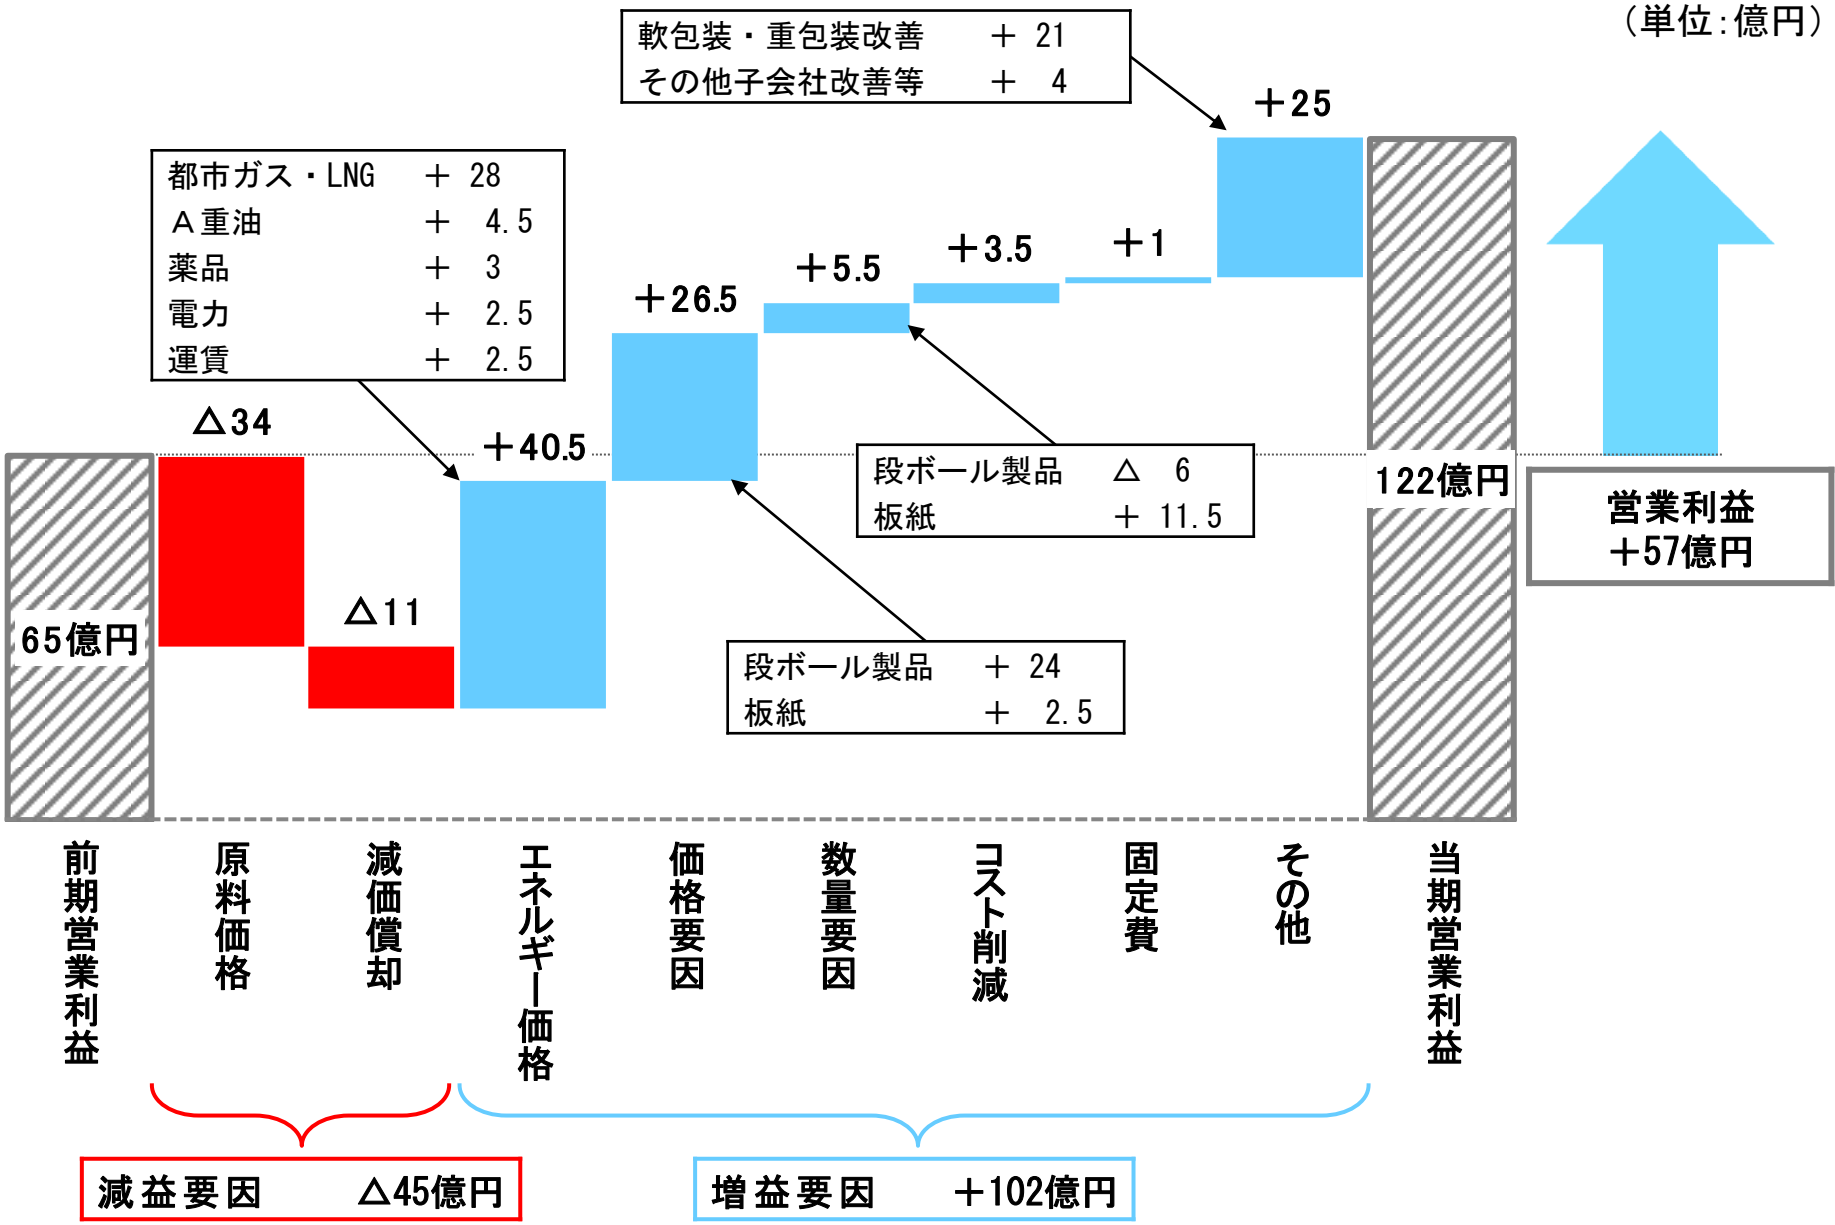 （単位：億円）
軟包装・重包装改善 ＋ 21
その他子会社改善等 ＋ 4
＋25
都市ガス・LNG ＋ 28
Ａ重油 ＋ 4.5
薬品 ＋ 3
電力 ＋ 2.5
運賃 ＋ 2.5
＋26.5
＋5.5
＋3.5
＋1
△34
＋40.5
△11
段ボール製品 △ 6
板紙 ＋ 11.5
段ボール製品 ＋ 24
板紙 ＋ 2.5
65億円
122億円
営業利益
＋57億円
前期営業利益
原料価格
減価償却
エネルギー価格
価格要因
数量要因
コスト削減
固定費
その他
当期営業利益
減益要因 △45億円
増益要因 ＋102億円